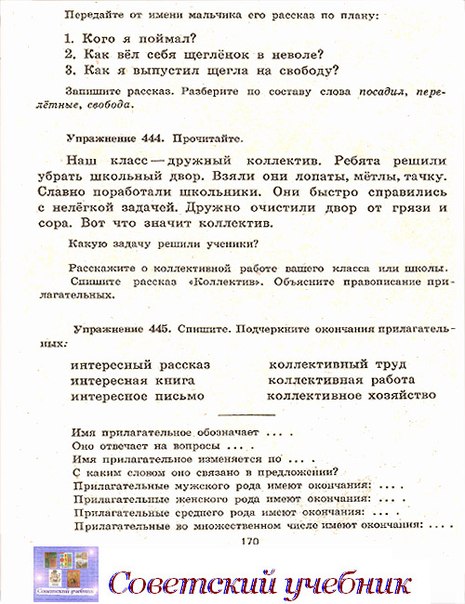 Передайте от имени мальчика его рассказ по плану:
1. Кого я поймал?
2. Как вёл себя щеглёнок в неволе?
3. Как я выпустил щегла на свободу?
Запишите рассказ. Разберите по составу слова посадил, пере-
лётные, свобода.
Упражнение 444. Прочитайте.
Наш класс — дружный коллектив. Ребята решили
убрать школьный двор. Взяли они лопаты, мётлы, тачку.
Славно поработали школьники. Они быстро справились
с нелёгкой задачей. Дружно очистили двор от грязи и
сора. Вот что значит коллектив.
Какую задачу решили ученики?
Расскажите о коллективной работе вашего класса или школы.
Спишите рассказ «Коллектив». Объясните правописание при-
лагательных.
Упражнение 445. Спишите. Подчеркните окончания прилагатель-
ных:
интересный рассказ коллективный труд
интересная книга коллективная работа
интересное письмо коллективное хозяйство
Имя прилагательное обозначает ... .
Оно отвечает на вопросы ... .
Имя прилагательное изменяется по ... .
С каким словом оно связано в предложении?
Прилагательные мужского рода имеют окончания: ... .
Прилагательные женского рода имеют окончания: ... .
Прилагательные среднего рода имеют окончания: ... .
Прилагательные во множественном числе имеют окончания: ... .
170
Советский учебник
Советский учебник